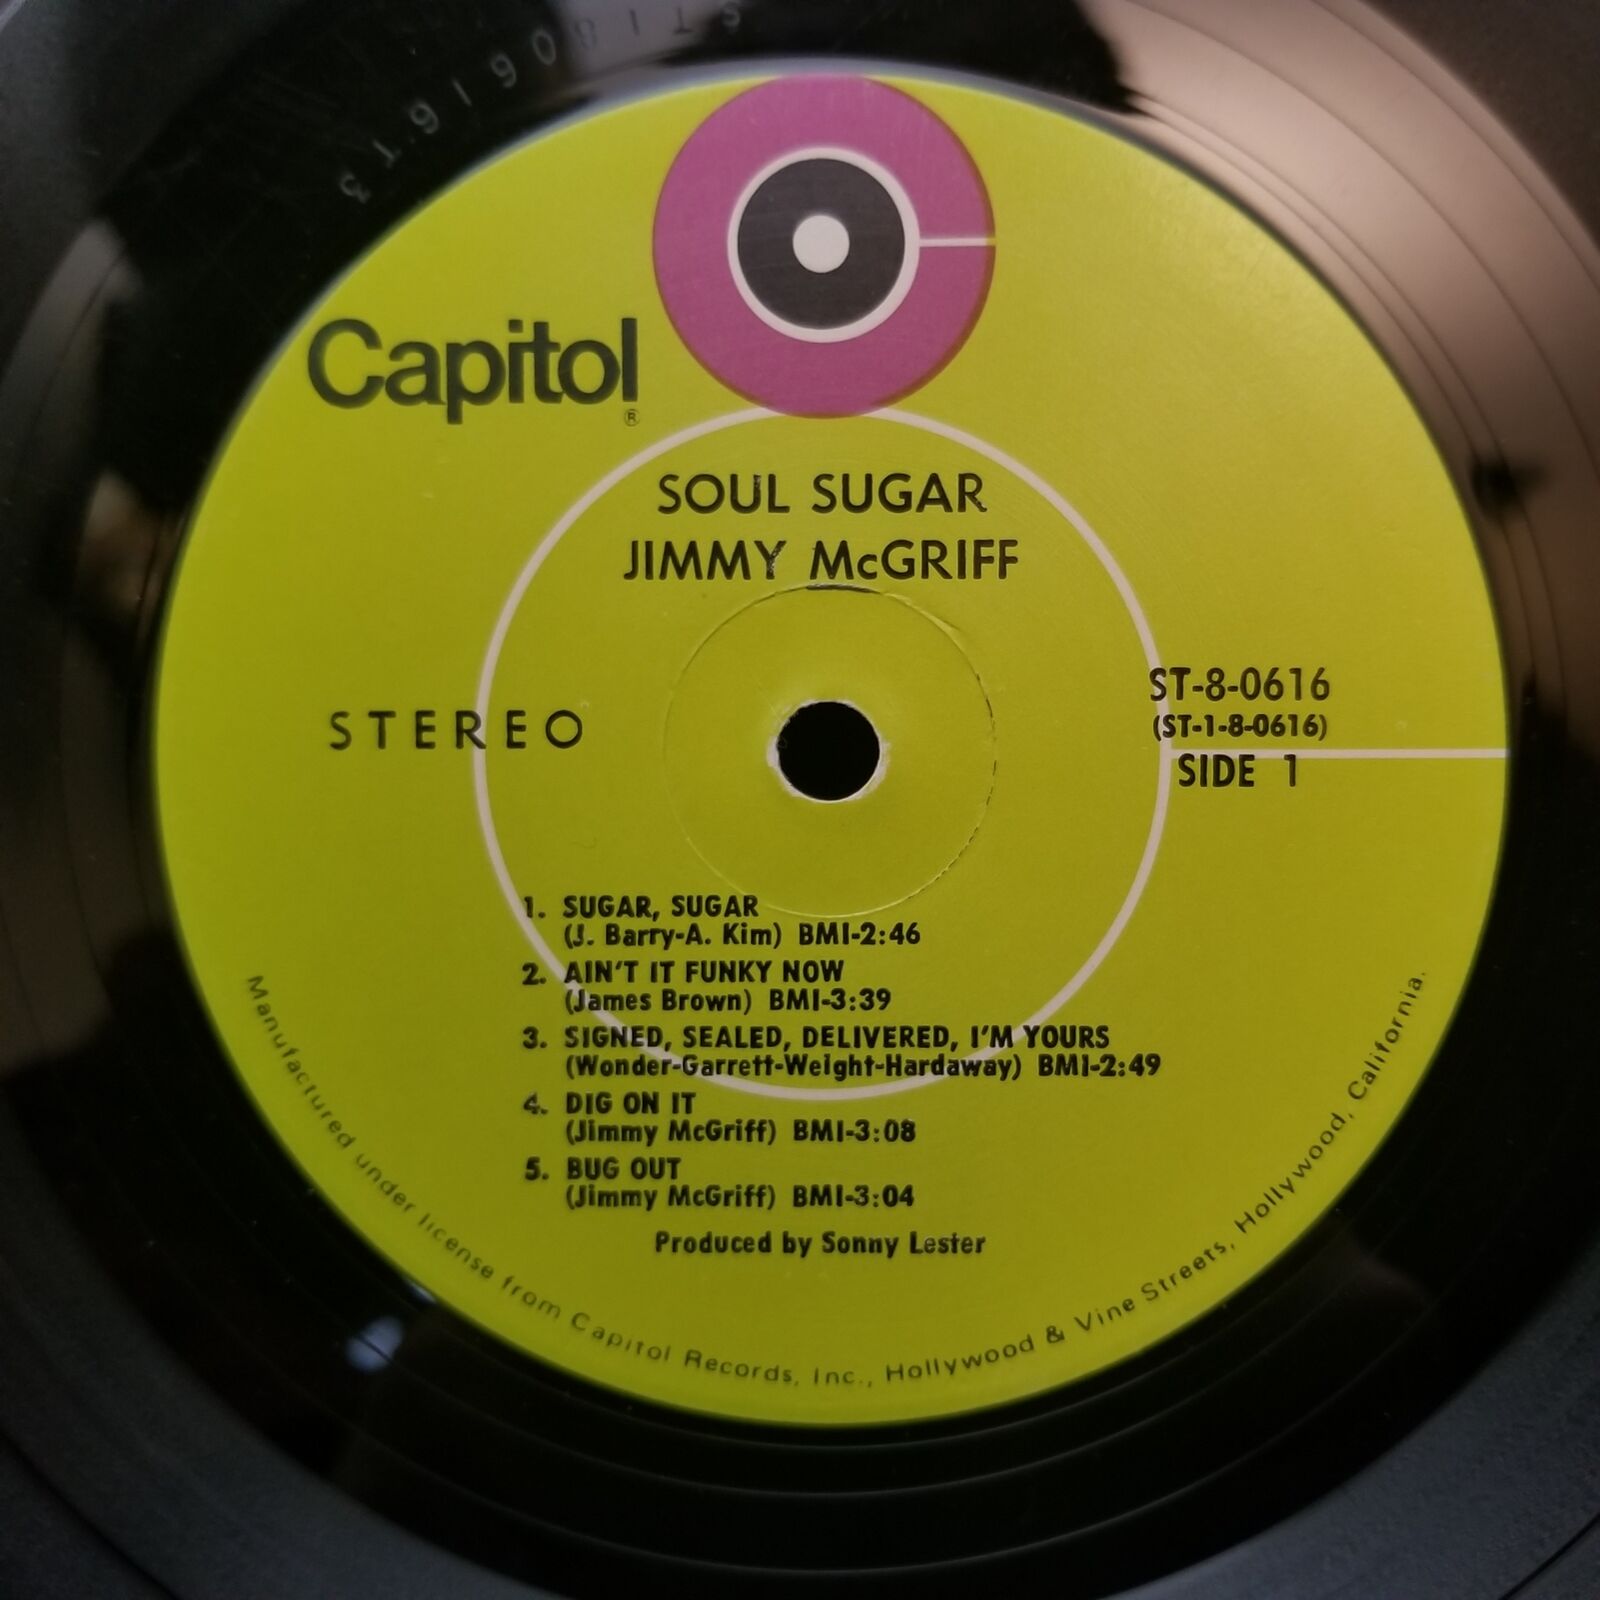 Capitol
®
SOUL SUGAR
JIMMY McGRIFF
STEREO
ST-8-0616
(ST-1-8-0616)
SIDE 1
1. SUGAR, SUGAR
(J. Barry-A. Kim) BMI-2:46
2. AIN'T IT FUNKY NOW
(James Brown) BMI-3:39
3. SIGNED, SEALED, DELIVERED, I'M YOURS
(Wonder-Garrett-Weight-Hardaway) BMI-2:49
4. DIG ON IT
(Jimmy McGriff) BMI-3:08
5. BUG OUT
(Jimmy McGriff) BMI-3:04
Produced by Sonny Lester
Manufactured under license from Capitol Records, Inc., Hollywood & Vine Streets, Hollywood, California.